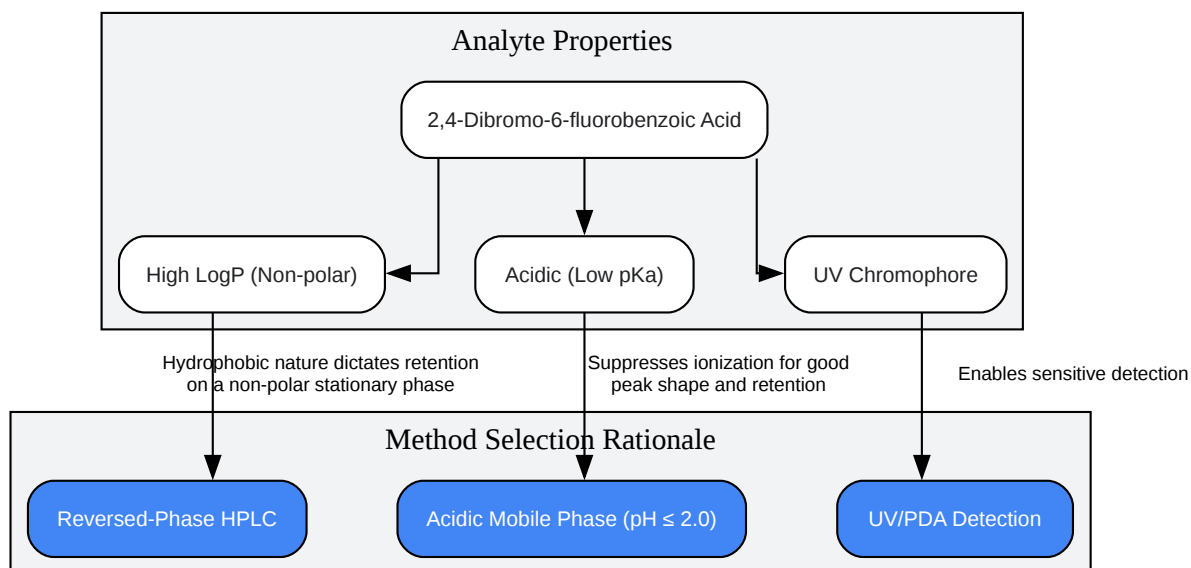 Analyte Properties
2,4-Dibromo-6-fluorobenzoic Acid
High LogP (Non-polar)
Acidic (Low pKa)
UV Chromophore
Hydrophobic nature dictates retention
on a non-polar stationary phase
Suppresses ionization for good
peak shape and retention
Enables sensitive detection
Method Selection Rationale
Reversed-Phase HPLC
Acidic Mobile Phase (pH ≤ 2.0)
UV/PDA Detection